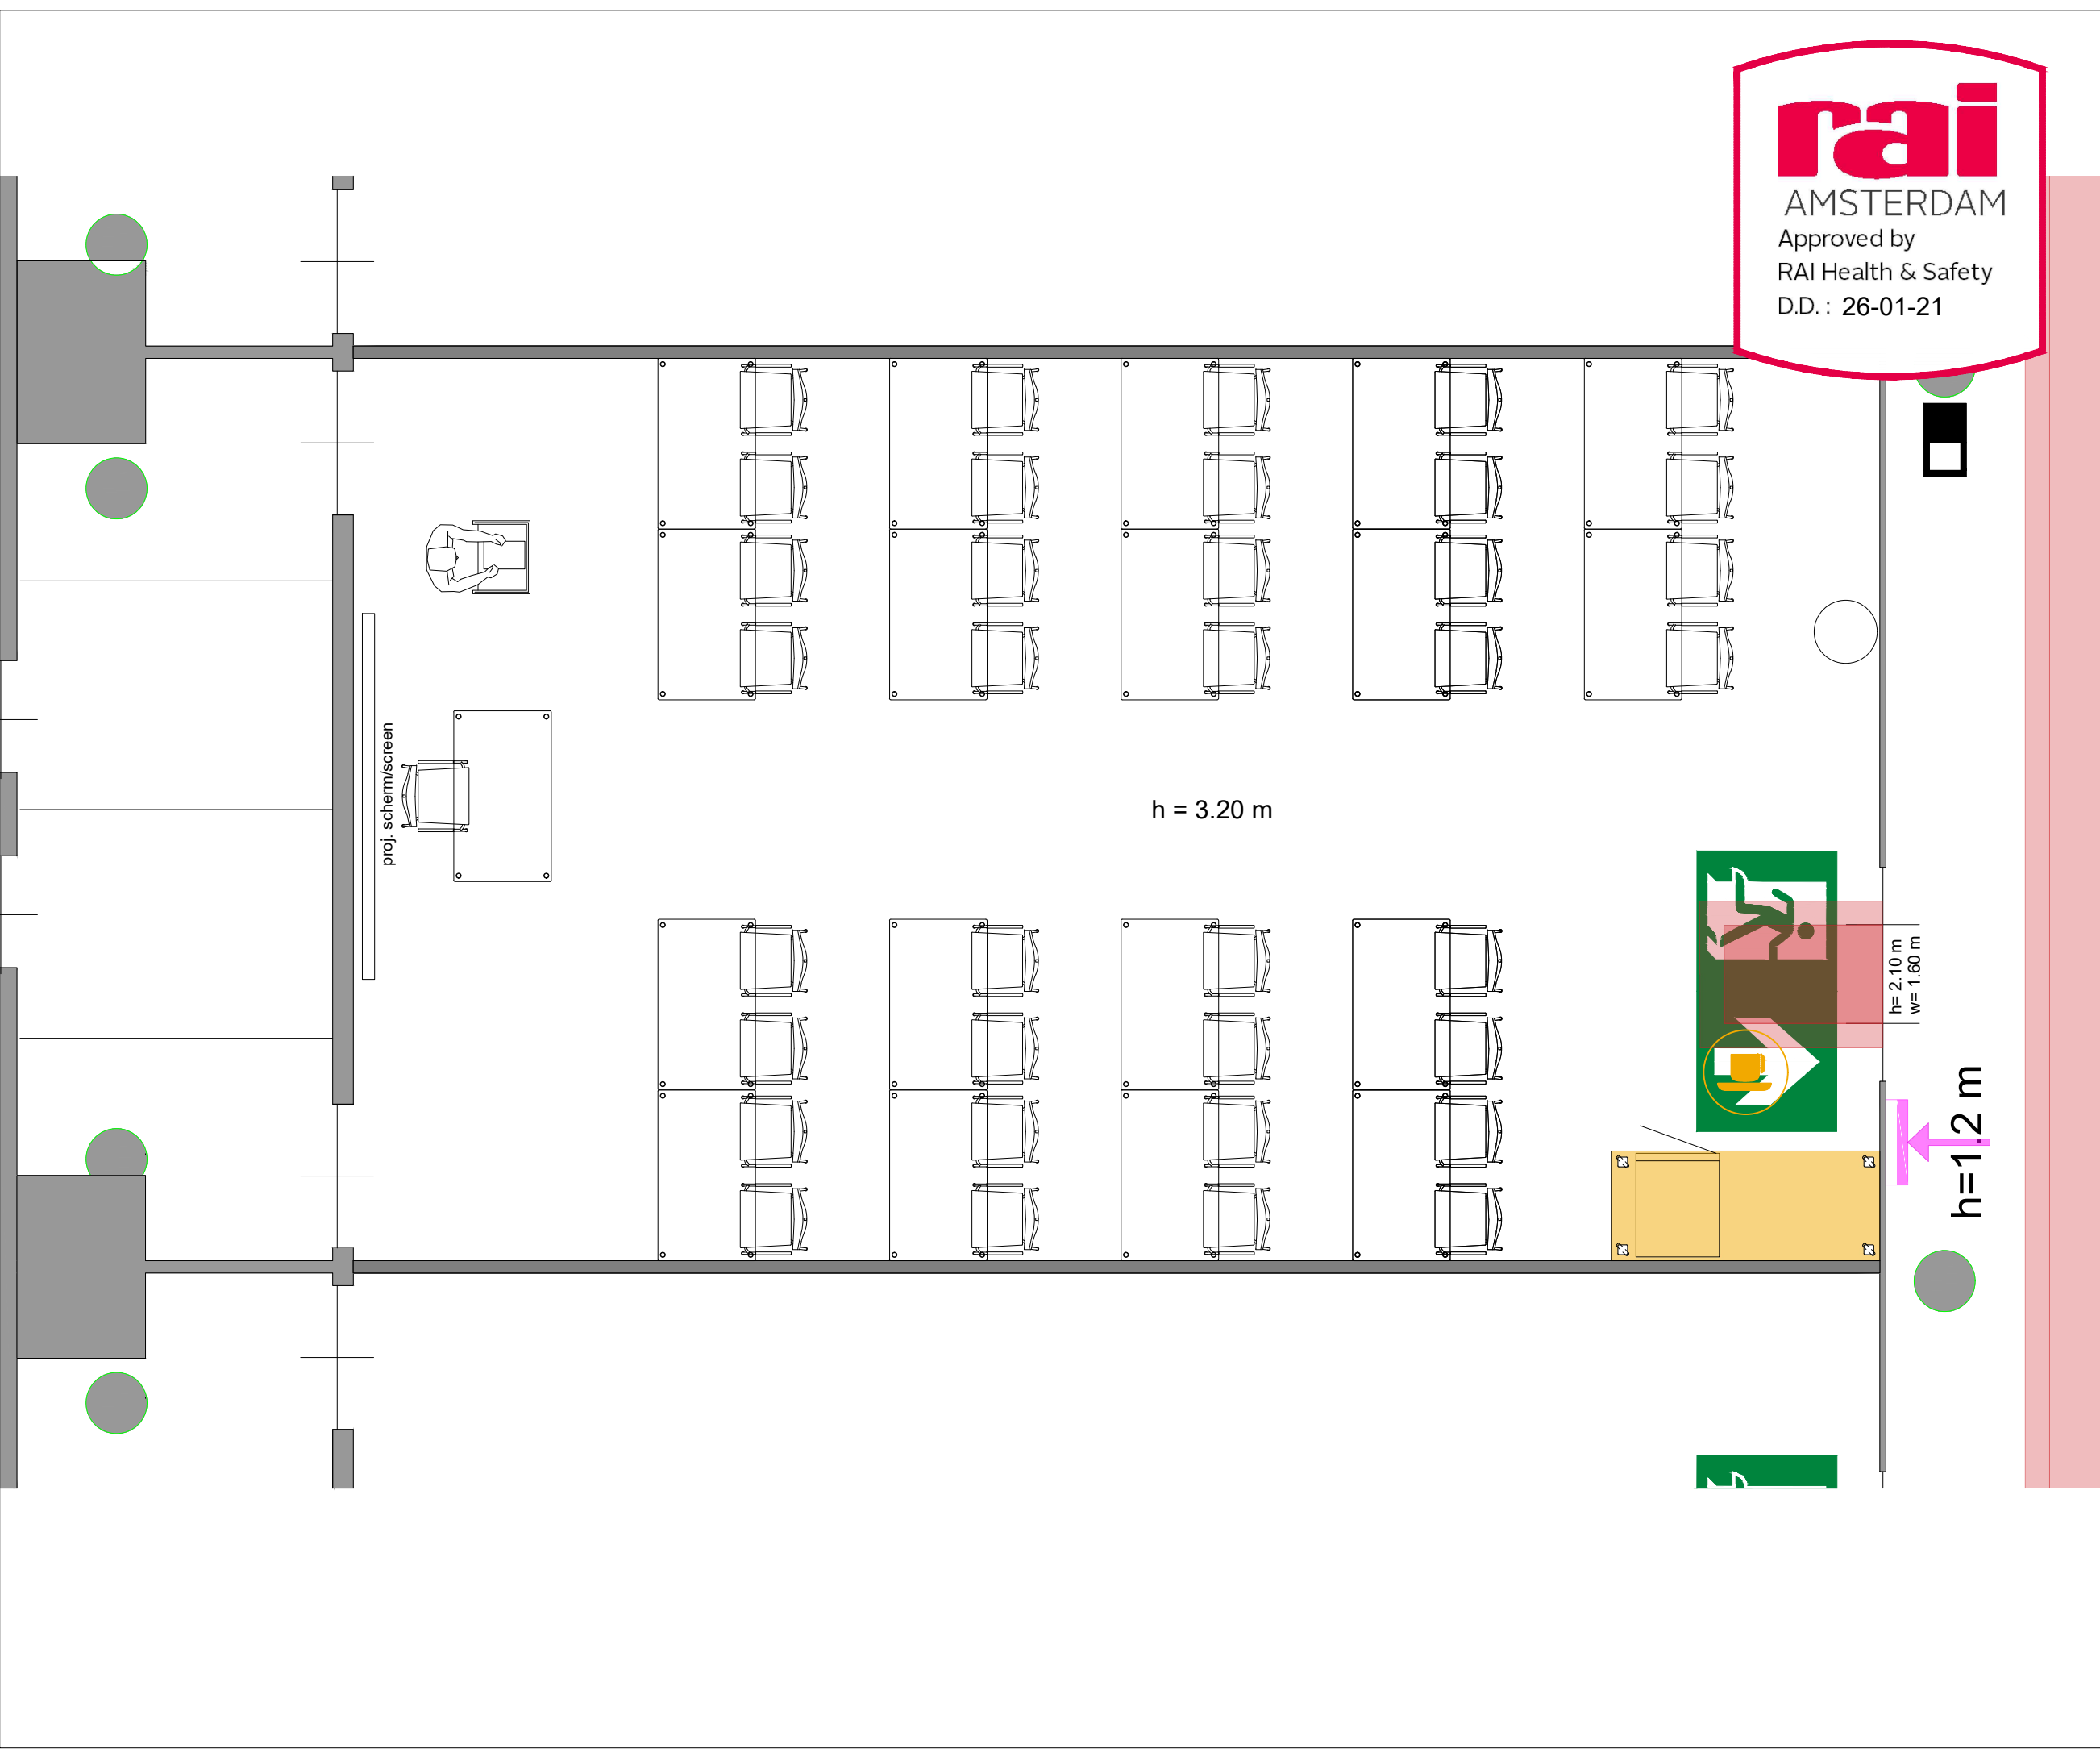 rai
AMSTERDAM
Approved by
RAI Health & Safety
D.D. : 26-01-21
proj. scherm/screen
h = 3.20 m
h= 2.10 m
w= 1.60 m
h=1.2 m